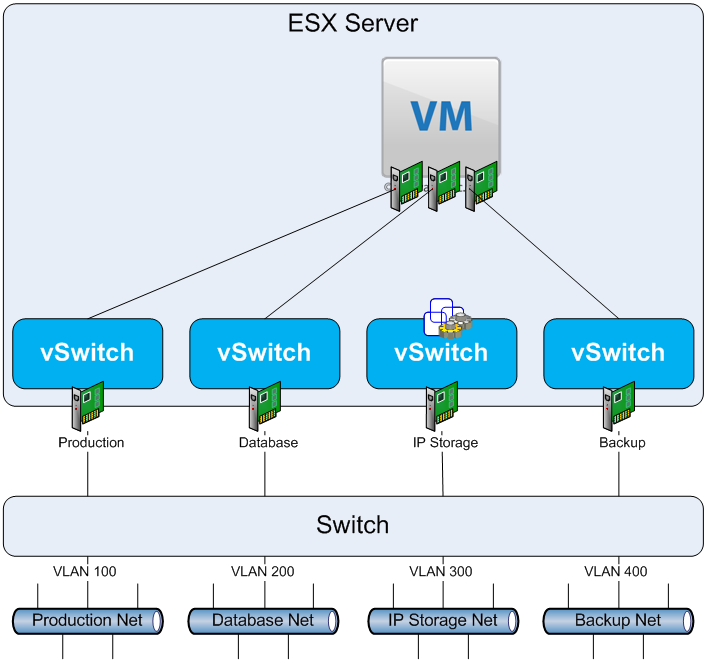 ESX Server
VM
vSwitch vSwitch vSwitch vSwitch
Production Database IP Storage Backup
Switch
VLAN 100 VLAN 200 VLAN 300 VLAN 400
Production Net Database Net IP Storage Net Backup Net